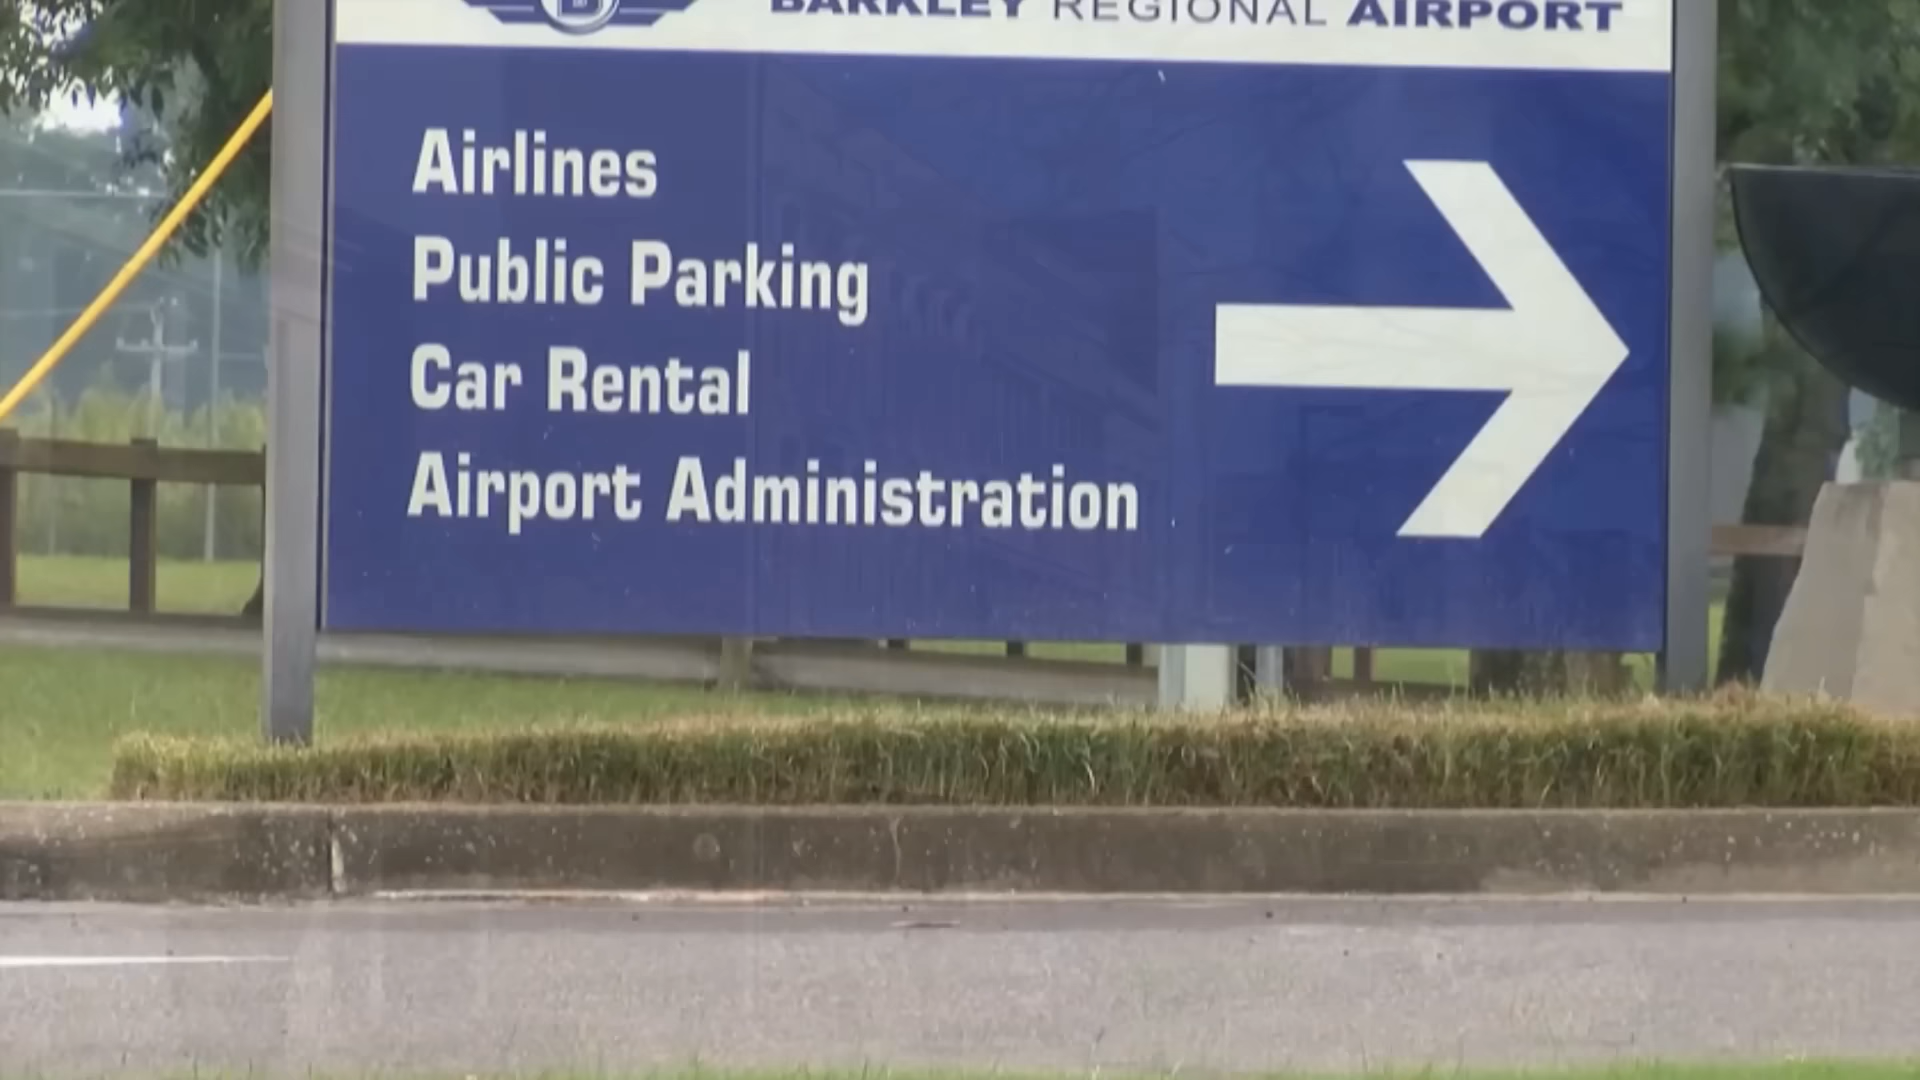 BARKLEY REGIONAL AIRPORT
Airlines
Public Parking
Car Rental
Airport Administration